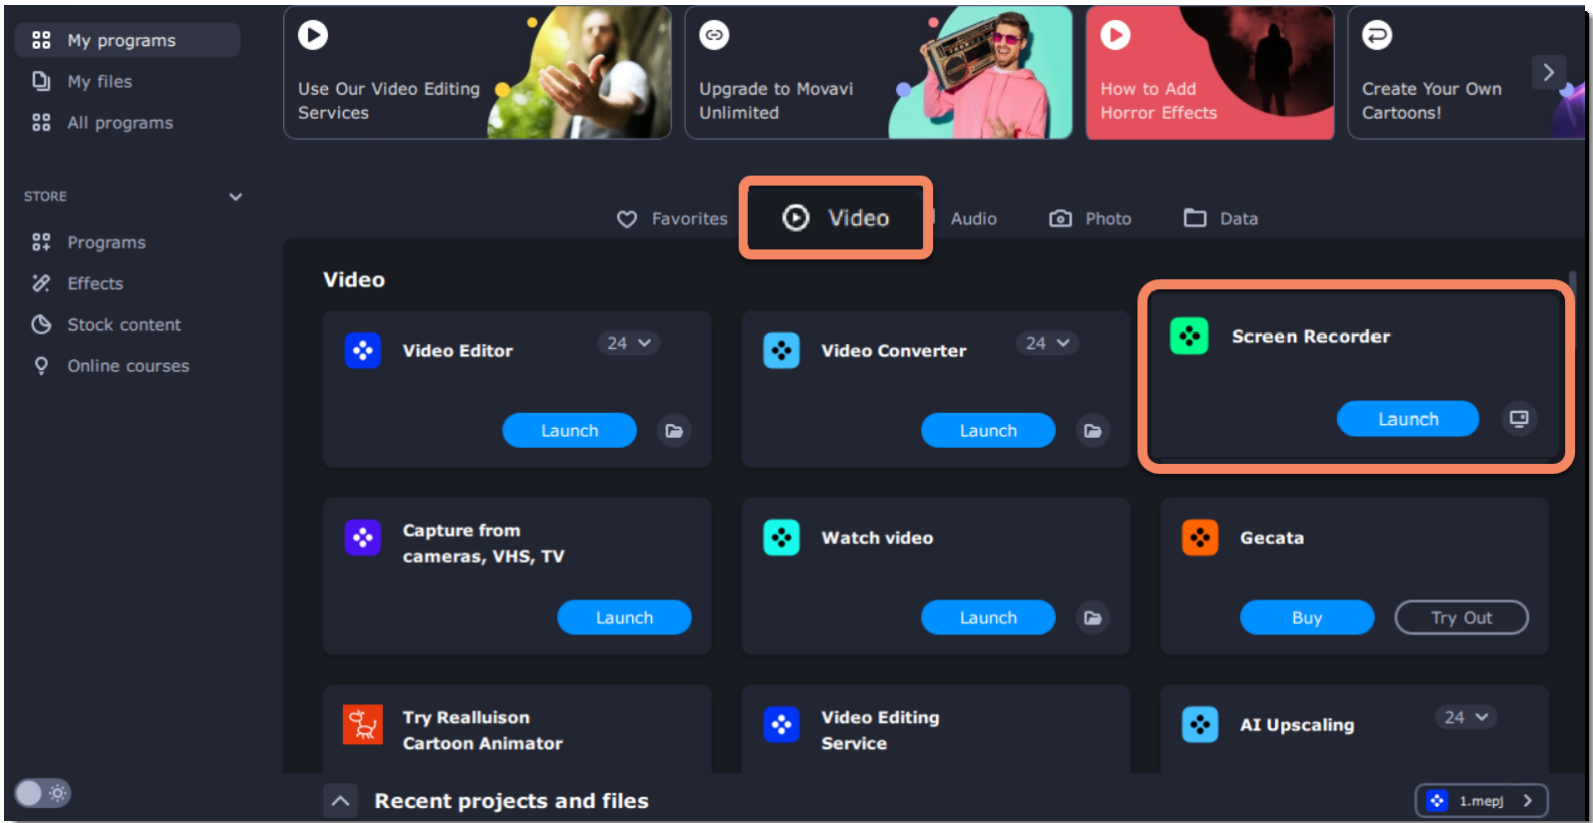 My programs
My files
All programs
STORE
Programs
Effects
Stock content
Online courses
Use Our Video Editing
Services
Upgrade to Movavi
Unlimited
How to Add
Horror Effects
Create Your Own
Cartoons!
Favorites
Video
Audio
Photo
Data
Video
Video Editor
24
Launch
Video Converter
24
Launch
Screen Recorder
Launch
Capture from
cameras, VHS, TV
Launch
Watch video
Launch
Gecata
Buy
Try Out
Try Realluison
Cartoon Animator
Video Editing
Service
AI Upscaling
24
Recent projects and files
1.mepj